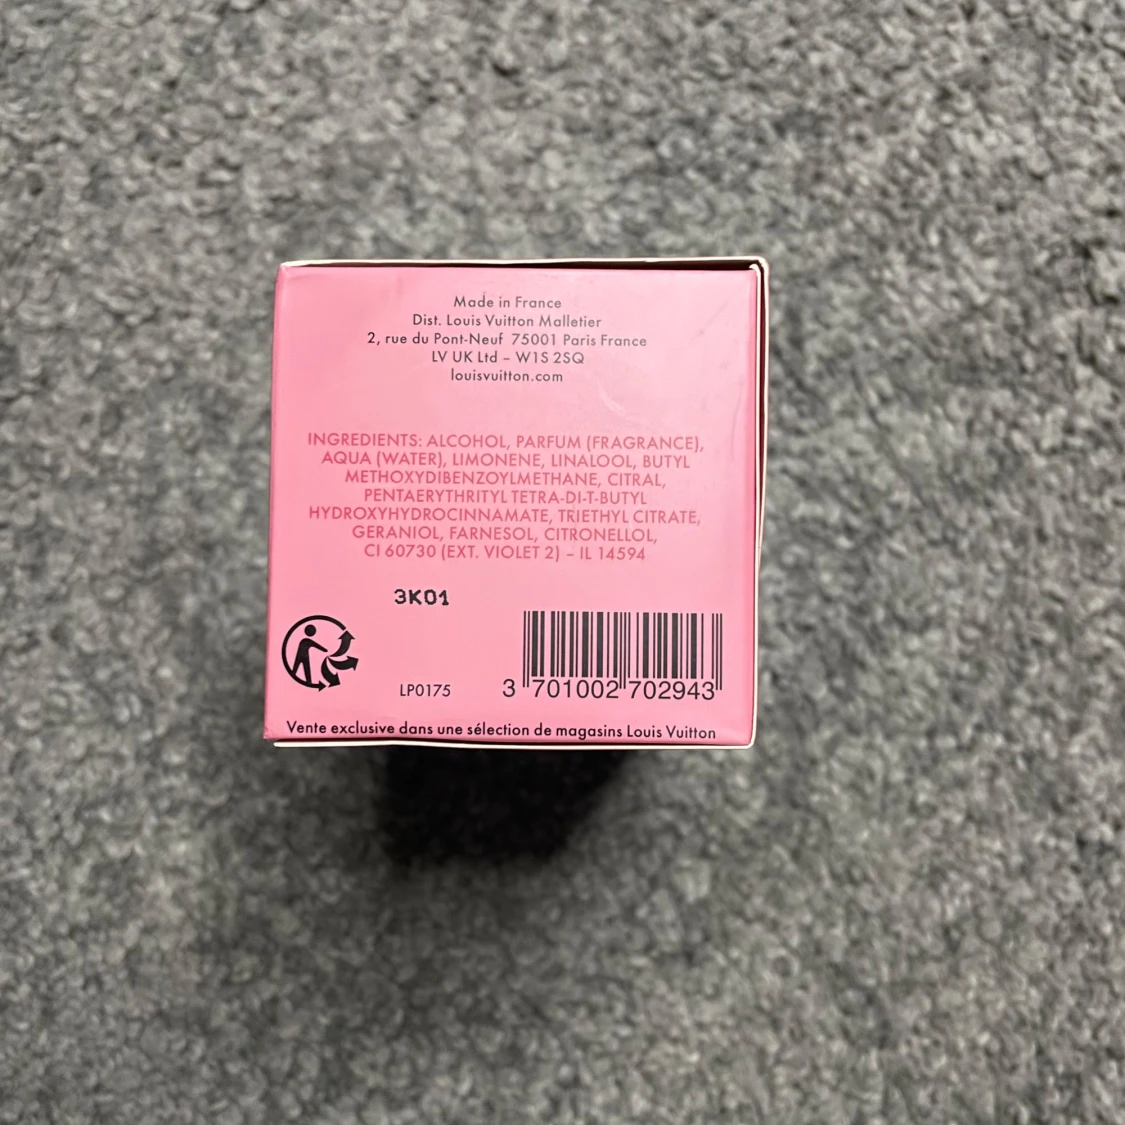 Made in France
Dist. Louis Vuitton Malletier
2, rue du Pont-Neuf 75001 Paris France
LV UK Ltd – W1S 2SQ
louisvuitton.com
INGREDIENTS: ALCOHOL, PARFUM (FRAGRANCE),
AQUA (WATER), LIMONENE, LINALOOL, BUTYL
METHOXYDIBENZOYLMETHANE, CITRAL,
PENTAERYTHRITYL TETRA-DI-T-BUTYL
HYDROXYHYDROCINNAMATE, TRIETHYL CITRATE,
GERANIOL, FARNESOL, CITRONELLOL,
CI 60730 (EXT. VIOLET 2) – IL 14594
3K01
LP0175
3 701002 702943
Vente exclusive dans une sélection de magasins Louis Vuitton